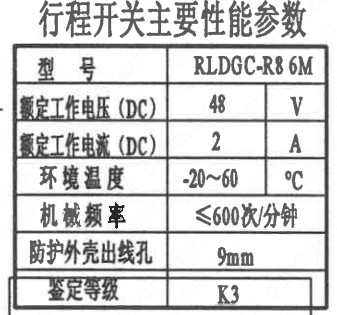 行程开关主要性能参数
型 号 RLDGC-R8 6M
额定工作电压(DC) 48 V
额定工作电流(DC) 2 A
环境温度 -20~60 ℃
机械频率 ≤600次/分钟
防护外壳出线孔 9mm
鉴定等级 K3